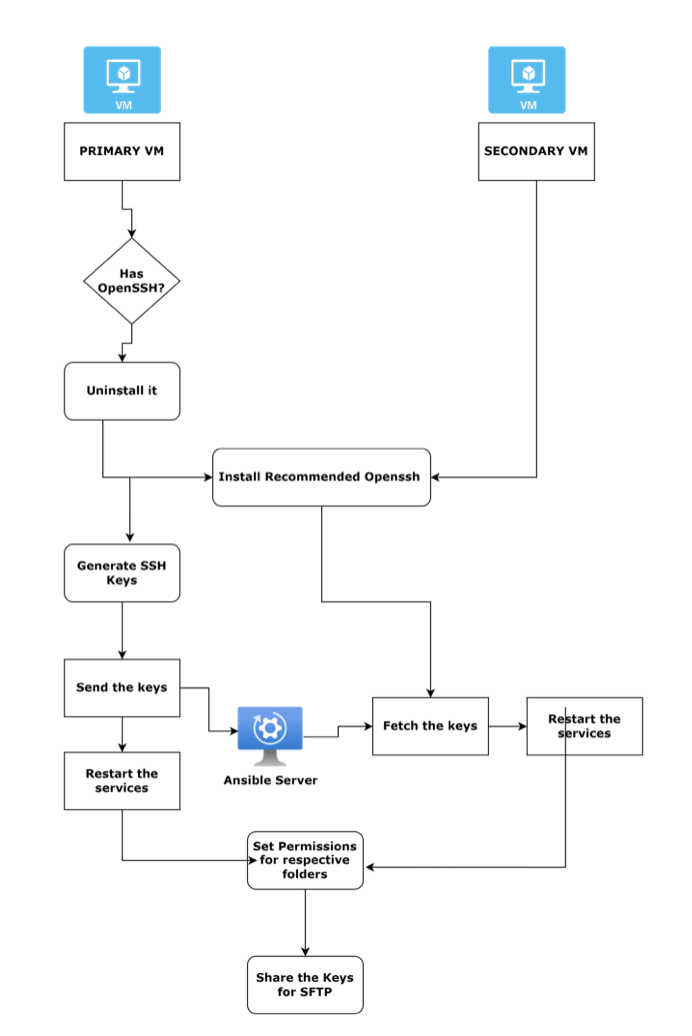 VM
VM
PRIMARY VM
SECONDARY VM
Has
OpenSSH?
Uninstall it
Install Recommended Openssh
Generate SSH
Keys
Send the keys
Fetch the keys
Restart the
services
Ansible Server
Restart the
services
Set Permissions
for respective
folders
Share the Keys
for SFTP